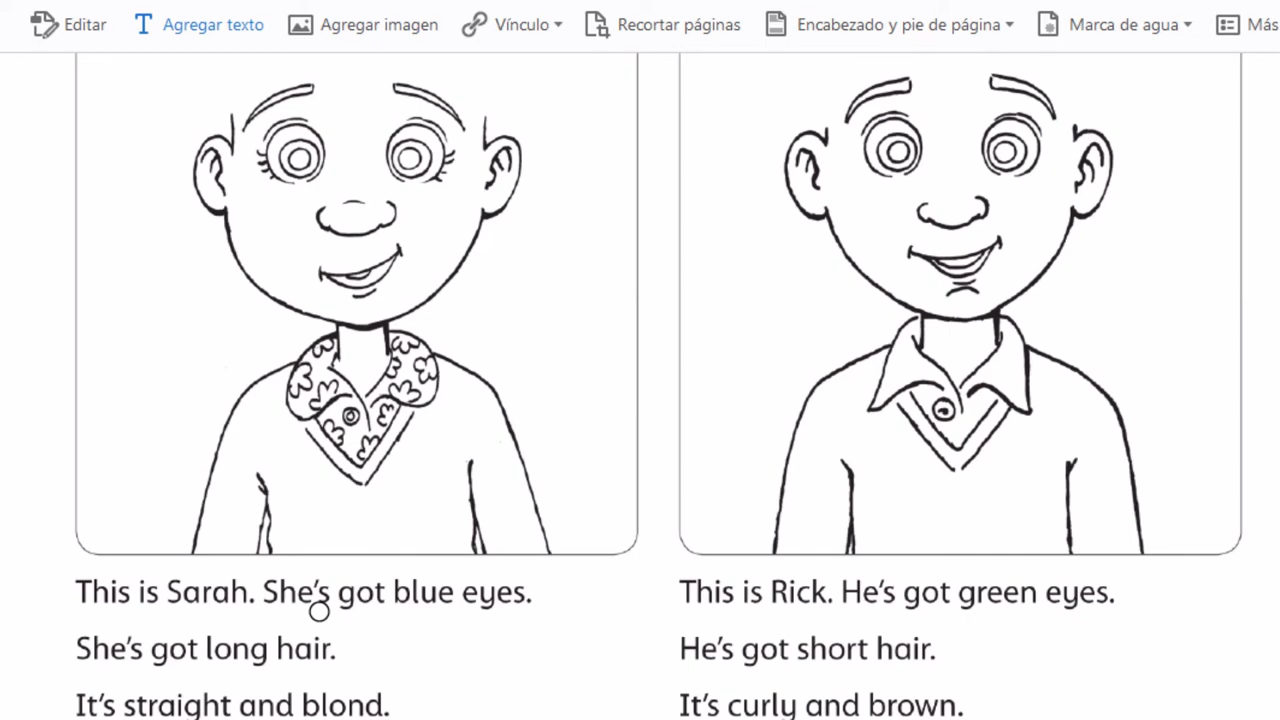 Editar Agregar texto Agregar imagen Vínculo Recortar páginas Encabezado y pie de página Marca de agua Más
This is Sarah. She's got blue eyes.
She's got long hair.
It's straight and blond.
This is Rick. He's got green eyes.
He's got short hair.
It's curly and brown.